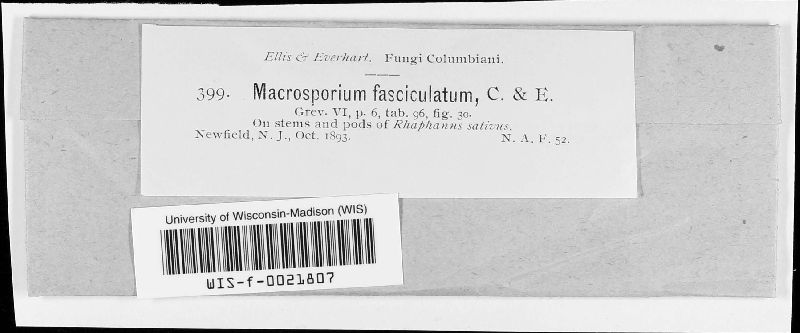 Ellis & Everhart. Fungi Columbiani.
399. Macrosporium fasciculatum, C. & E.
Grev. VI, p. 6, tab. 96, fig. 30.
On stems and pods of Rhaphanus sativus.
Newfield, N. J., Oct. 1893. N. A. F. 52.
University of Wisconsin-Madison (WIS)
WIS-f-0021807